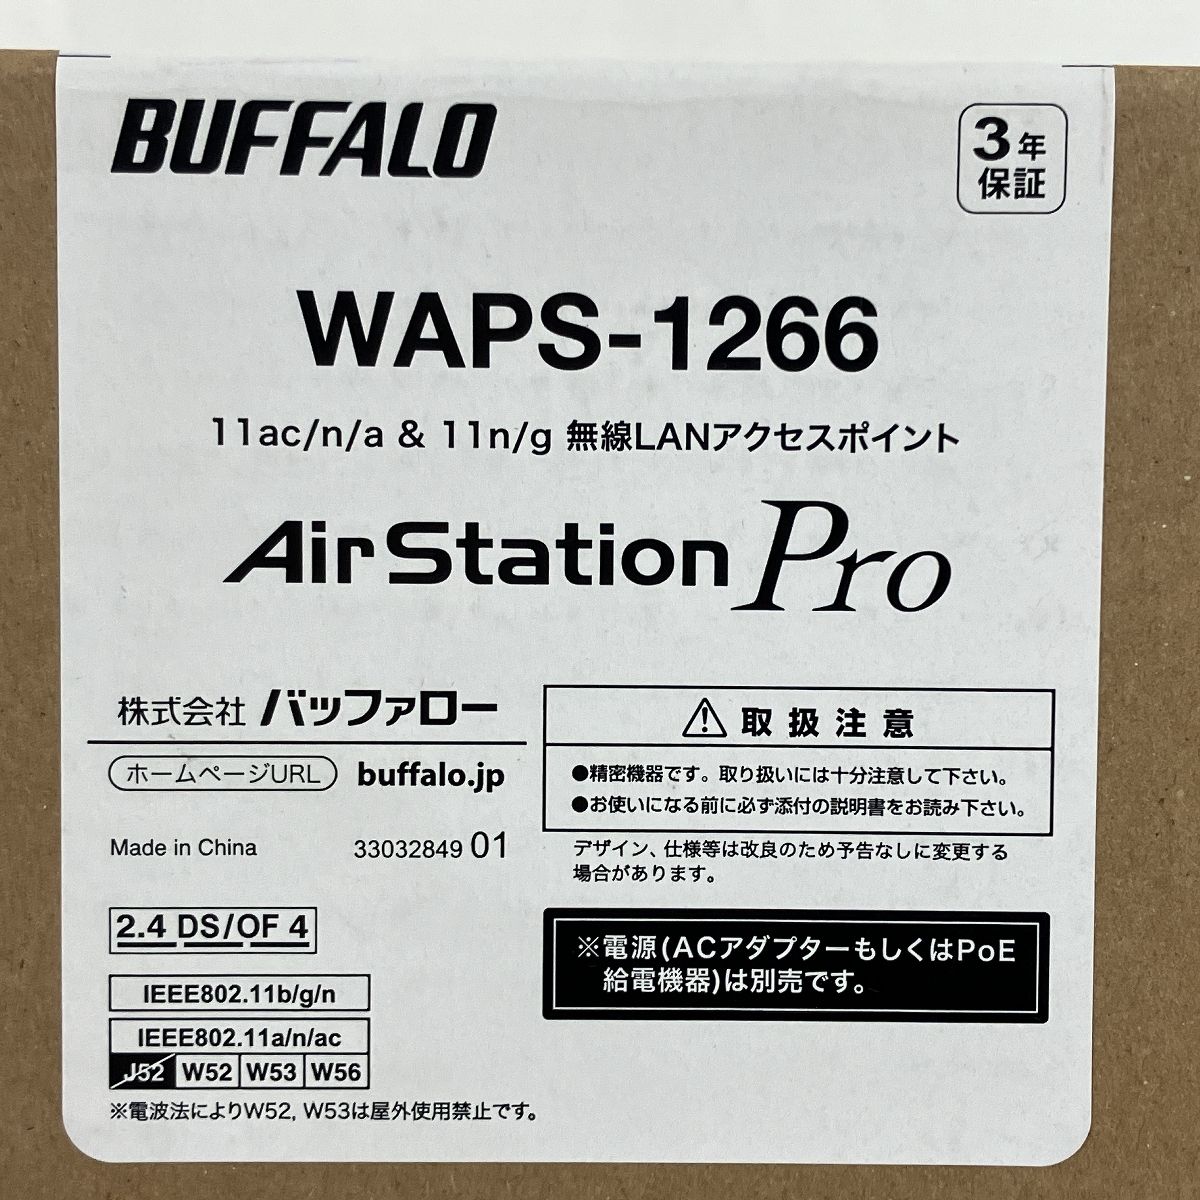 BUFFALO
3年
保証
WAPS-1266
11ac/n/a & 11n/g 無線LANアクセスポイント
AirStation Pro
株式会社 バッファロー
ホームページURL buffalo.jp
Made in China 33032849 01
2.4 DS/OF 4
IEEE802.11b/g/n
IEEE802.11a/n/ac
J52 W52 W53 W56
※電波法によりW52, W53は屋外使用禁止です。
取扱注意
●精密機器です。取り扱いには十分注意して下さい。
●お使いになる前に必ず添付の説明書をお読み下さい。
デザイン、仕様等は改良のため予告なしに変更する
場合があります。
※電源(ACアダプターもしくはPoE
給電機器)は別売です。